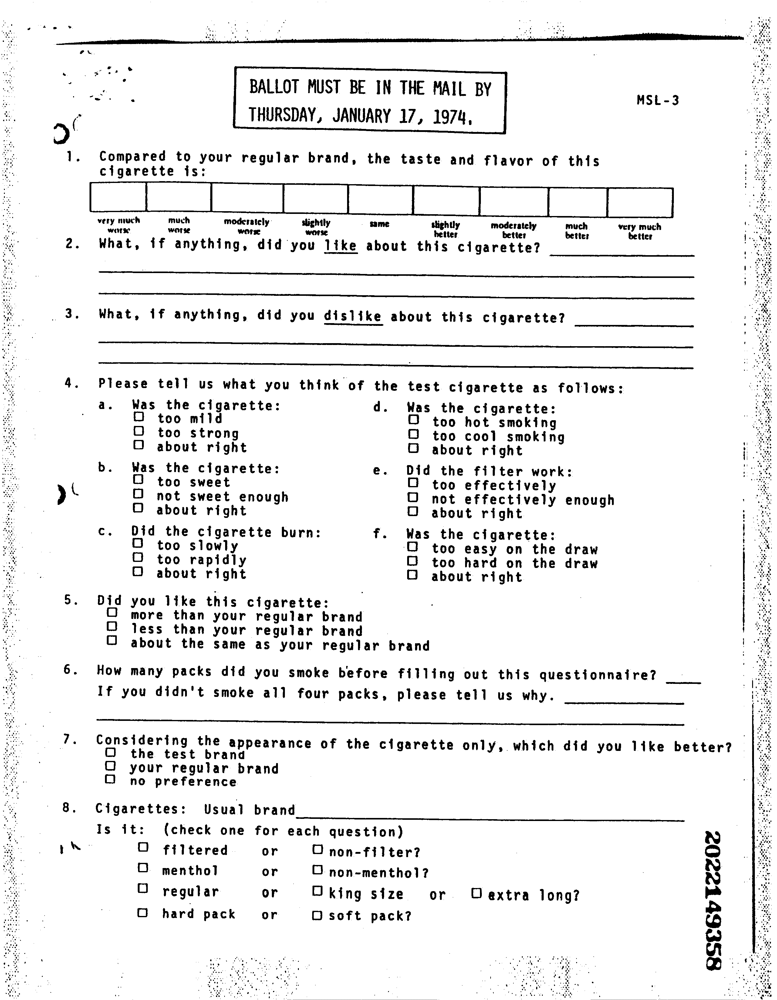 BALLOT MUST BE IN THE MAIL BY
THURSDAY, JANUARY 17, 1974.
MSL-3
1. Compared to your regular brand, the taste and flavor of this
cigarette is:
very much worse much worse moderately worse slightly worse same slightly better moderately better much better very much better
2. What, if anything, did you like about this cigarette?
3. What, if anything, did you dislike about this cigarette?
4. Please tell us what you think of the test cigarette as follows:
a. Was the cigarette:
☐ too mild
☐ too strong
☐ about right
b. Was the cigarette:
☐ too sweet
☐ not sweet enough
☐ about right
c. Did the cigarette burn:
☐ too slowly
☐ too rapidly
☐ about right
d. Was the cigarette:
☐ too hot smoking
☐ too cool smoking
☐ about right
e. Did the filter work:
☐ too effectively
☐ not effectively enough
☐ about right
f. Was the cigarette:
☐ too easy on the draw
☐ too hard on the draw
☐ about right
5. Did you like this cigarette:
☐ more than your regular brand
☐ less than your regular brand
☐ about the same as your regular brand
6. How many packs did you smoke before filling out this questionnaire? ____
If you didn't smoke all four packs, please tell us why.
7. Considering the appearance of the cigarette only, which did you like better?
☐ the test brand
☐ your regular brand
☐ no preference
8. Cigarettes: Usual brand
Is it: (check one for each question)
☐ filtered or ☐ non-filter?
☐ menthol or ☐ non-menthol?
☐ regular or ☐ king size or ☐ extra long?
☐ hard pack or ☐ soft pack?
2022149358